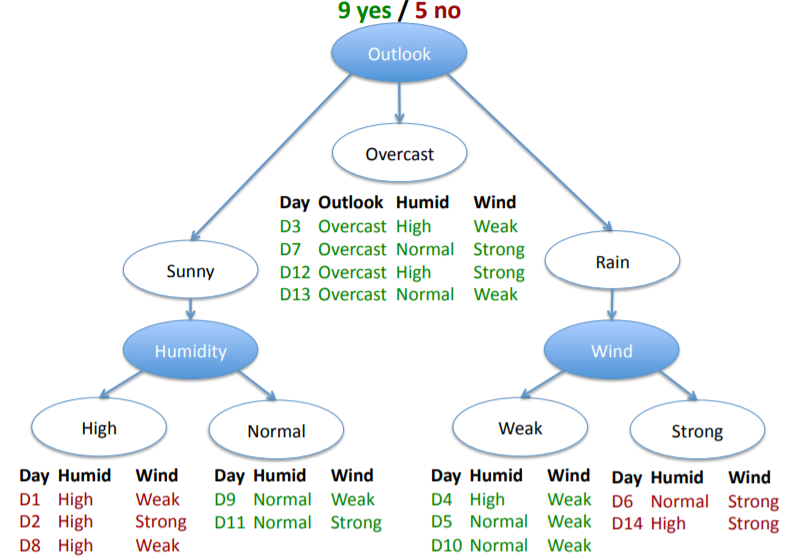 9 yes / 5 no
Outlook
Overcast
Day Outlook Humid Wind
D3 Overcast High Weak
D7 Overcast Normal Strong
D12 Overcast High Strong
D13 Overcast Normal Weak
Sunny
Rain
Humidity
Wind
High
Normal
Weak
Strong
Day Humid Wind
D1 High Weak
D2 High Strong
D8 High Weak
Day Humid Wind
D9 Normal Weak
D11 Normal Strong
Day Humid Wind
D4 High Weak
D5 Normal Weak
D10 Normal Weak
Day Humid Wind
D6 Normal Strong
D14 High Strong